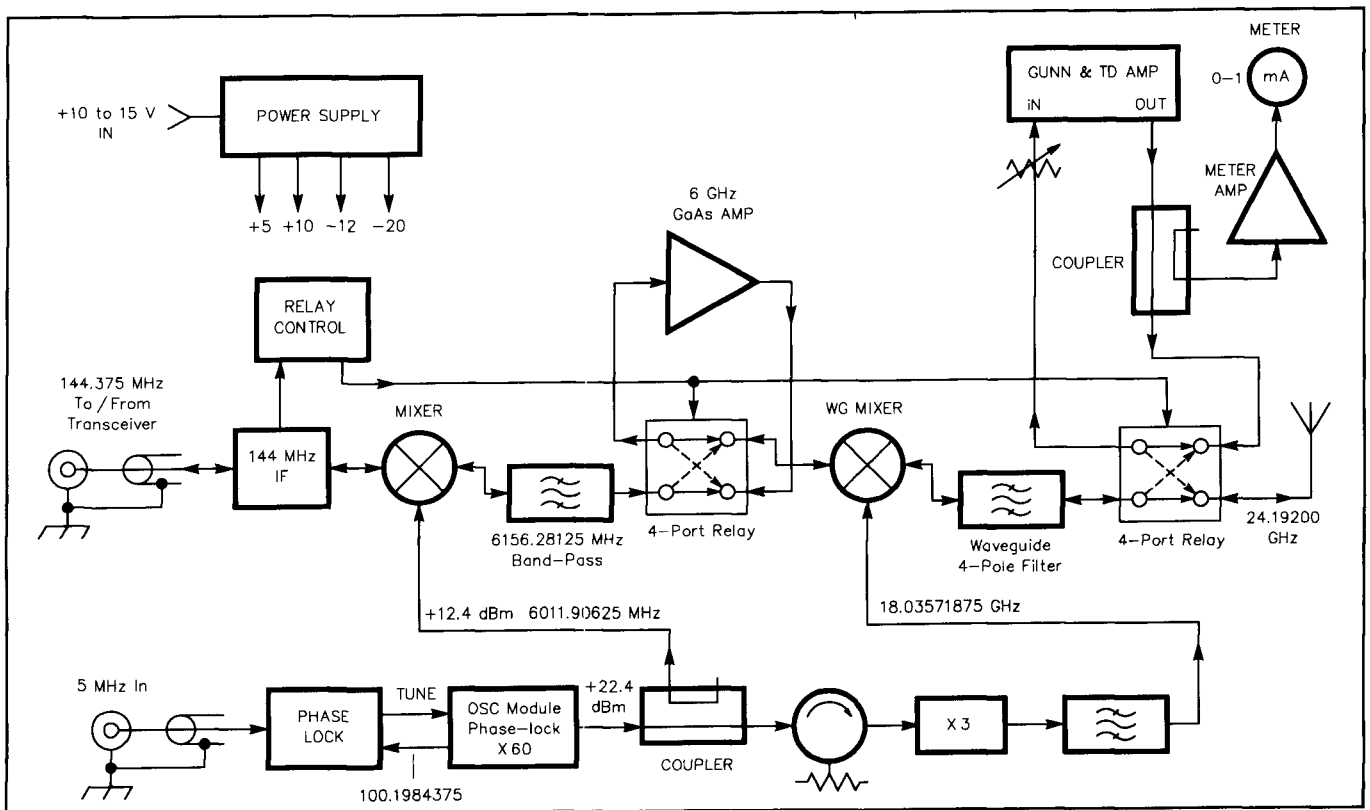 METER
0-1
mA
GUNN & TD AMP
iN
OUT
+10 to 15 V
IN
POWER SUPPLY
METER
AMP
6 GHz
GaAs AMP
+5
+10
-12
-20
COUPLER
RELAY
CONTROL
144.375 MHz
To/From
Transceiver
MIXER
WG MIXER
144 MHz
IF
6156.28125 MHz
Band-Pass
4-Port Relay
Waveguide
4-Pole Filter
4-Port Relay
24.19200
GHz
+12.4 dBm 6011.90625 MHz
18.03571875 GHz
5 MHz In
PHASE
LOCK
TUNE
OSC Module
Phase-lock
X60
+22.4
dBm
COUPLER
X3
100.1984375